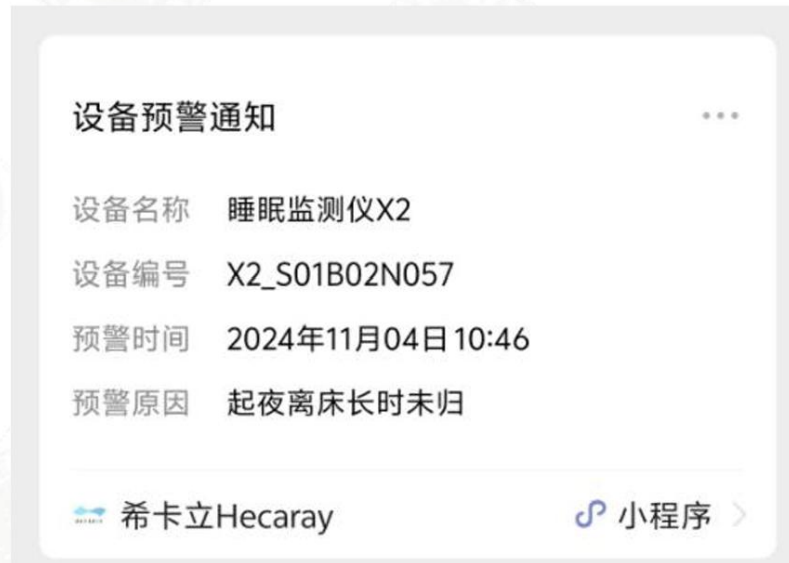 设备预警通知
设备名称 睡眠监测仪X2
设备编号 X2_S01B02N057
预警时间 2024年11月04日 10:46
预警原因 起夜离床长时未归
希卡立Hecaray 小程序